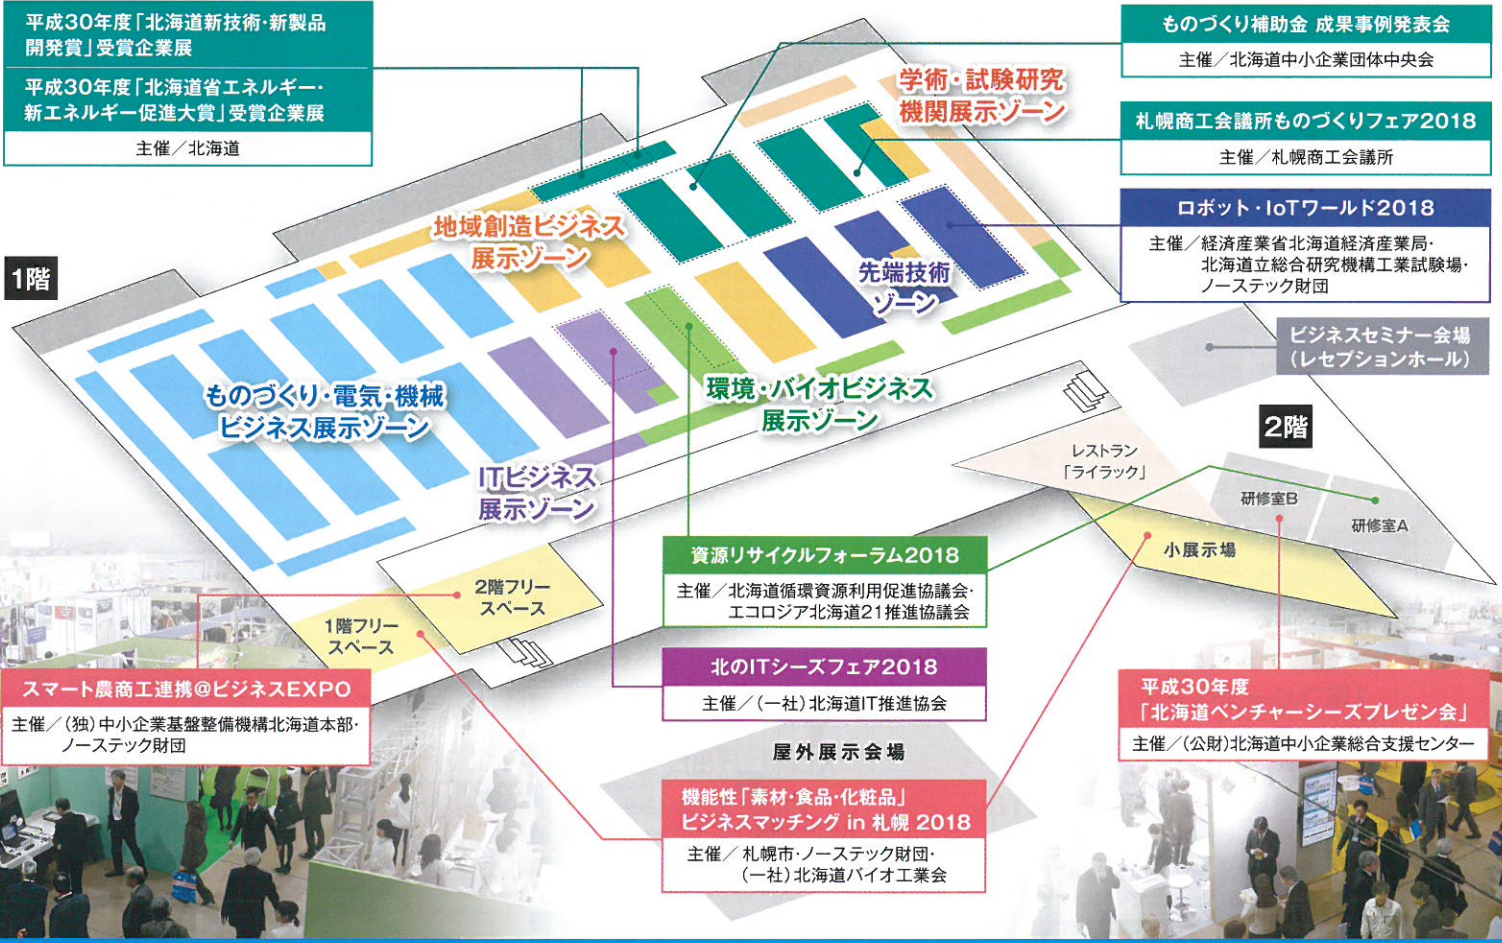 平成30年度「北海道新技術・新製品
開発賞」受賞企業展
平成30年度「北海道省エネルギー・
新エネルギー促進大賞」受賞企業展
主催／北海道
ものづくり補助金 成果事例発表会
主催／北海道中小企業団体中央会
札幌商工会議所ものづくりフェア2018
主催／札幌商工会議所
ロボット・IoTワールド2018
主催／経済産業省北海道経済産業局・
北海道立総合研究機構工業試験場・
ノーステック財団
ビジネスセミナー会場
（レセプションホール）
学術・試験研究
機関展示ゾーン
地域創造ビジネス
展示ゾーン
先端技術
ゾーン
1階
ものづくり・電気・機械
ビジネス展示ゾーン
環境・バイオビジネス
展示ゾーン
ITビジネス
展示ゾーン
2階
レストラン
「ライラック」
研修室B
研修室A
小展示場
2階フリー
スペース
1階フリー
スペース
資源リサイクルフォーラム2018
主催／北海道循環資源利用促進協議会・
エコロジア北海道21推進協議会
北のITシーズフェア2018
主催／（一社）北海道IT推進協会
スマート農商工連携@ビジネスEXPO
主催／（独）中小企業基盤整備機構北海道本部・
ノーステック財団
屋外展示会場
機能性「素材・食品・化粧品」
ビジネスマッチング in 札幌 2018
主催／札幌市・ノーステック財団・
（一社）北海道バイオ工業会
平成30年度
「北海道ベンチャーシーズプレゼン会」
主催／（公財）北海道中小企業総合支援センター